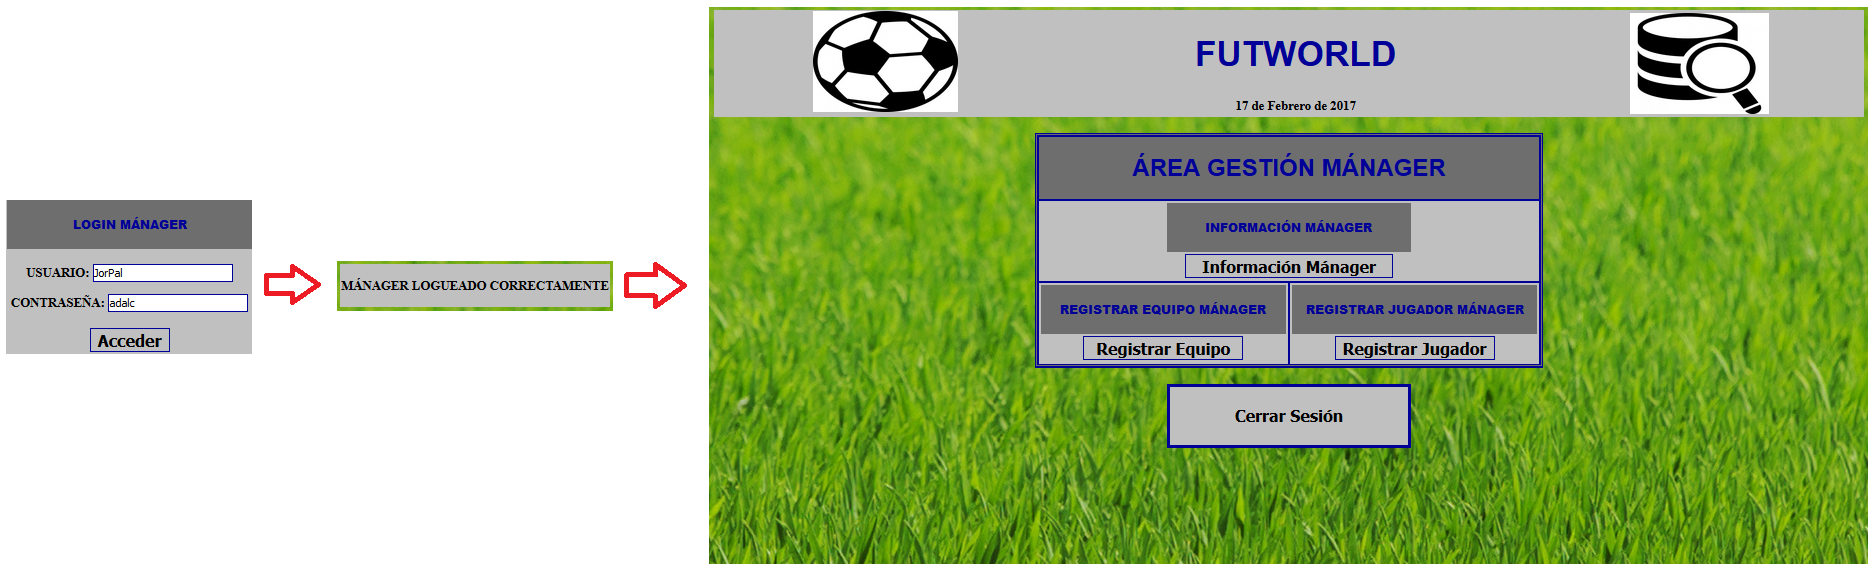 LOGIN MÁNAGER
USUARIO: JorPal
CONTRASEÑA: adalc
Acceder
MÁNAGER LOGUEADO CORRECTAMENTE
FUTWORLD
17 de Febrero de 2017
ÁREA GESTIÓN MÁNAGER
INFORMACIÓN MÁNAGER
Información Mánager
REGISTRAR EQUIPO MÁNAGER
Registrar Equipo
REGISTRAR JUGADOR MÁNAGER
Registrar Jugador
Cerrar Sesión